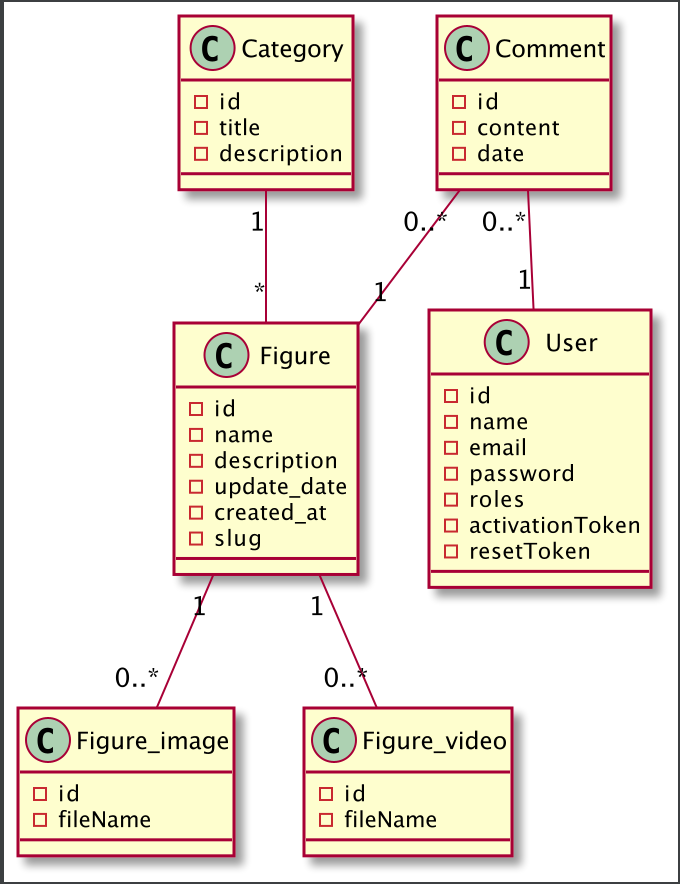 C Category
id
title
description
C Comment
id
content
date
1
*
0..*
1
0..*
1
C Figure
id
name
description
update_date
created_at
slug
C User
id
name
email
password
roles
activationToken
resetToken
1
0..*
1
0..*
C Figure_image
id
fileName
C Figure_video
id
fileName